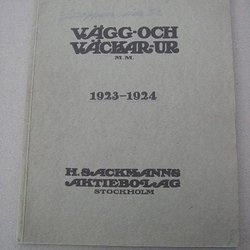 VÄGG-OCH
VÄCKAR-UR
M.M.
1923-1924
H. SACKMANNS
AKTIEBOLAG
STOCKHOLM